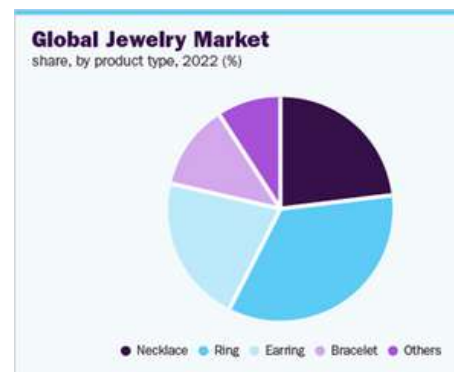 Global Jewelry Market
share, by product type, 2022 (%)
Necklace Ring Earring Bracelet Others